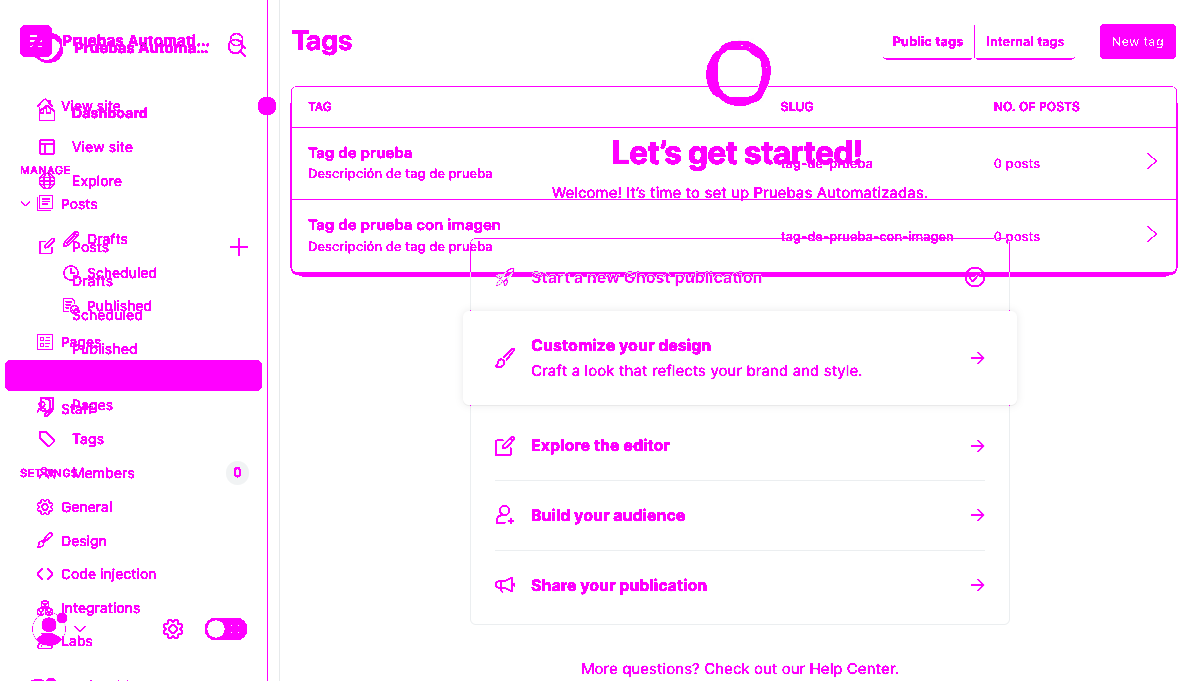 Pruebas Automati...
Pruebas Automa...
View site
Dashboard
View site
MANAGE
Explore
Posts
Drafts
Posts
Scheduled
Drafts
Published
Scheduled
Pages
Published
Staff
Pages
Tags
SETTINGS
Members
0
General
Design
Code injection
Integrations
Labs
Tags
Public tags
Internal tags
New tag
TAG
SLUG
NO. OF POSTS
Let's get started!
Tag de prueba
Descripción de tag de prueba
tag-de-prueba
0 posts
Welcome! It's time to set up Pruebas Automatizadas.
Tag de prueba con imagen
Descripción de tag de prueba
tag-de-prueba-con-imagen
0 posts
Start a new Ghost publication
Customize your design
Craft a look that reflects your brand and style.
Explore the editor
Build your audience
Share your publication
More questions? Check out our Help Center.